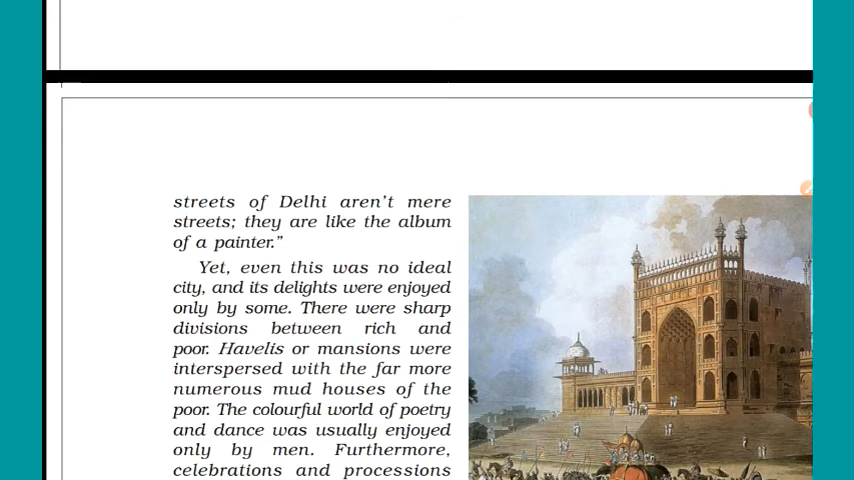 streets of Delhi aren't mere
streets; they are like the album
of a painter."
Yet, even this was no ideal
city, and its delights were enjoyed
only by some. There were sharp
divisions between rich and
poor. Havelis or mansions were
interspersed with the far more
numerous mud houses of the
poor. The colourful world of poetry
and dance was usually enjoyed
only by men. Furthermore,
celebrations and processions